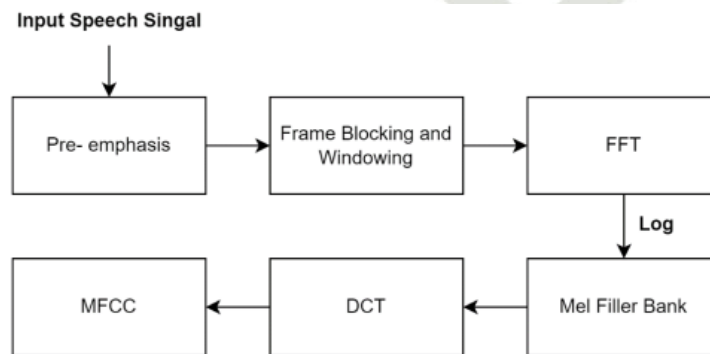 Input Speech Singal
Pre- emphasis
Frame Blocking and
Windowing
FFT
Log
Mel Filler Bank
DCT
MFCC